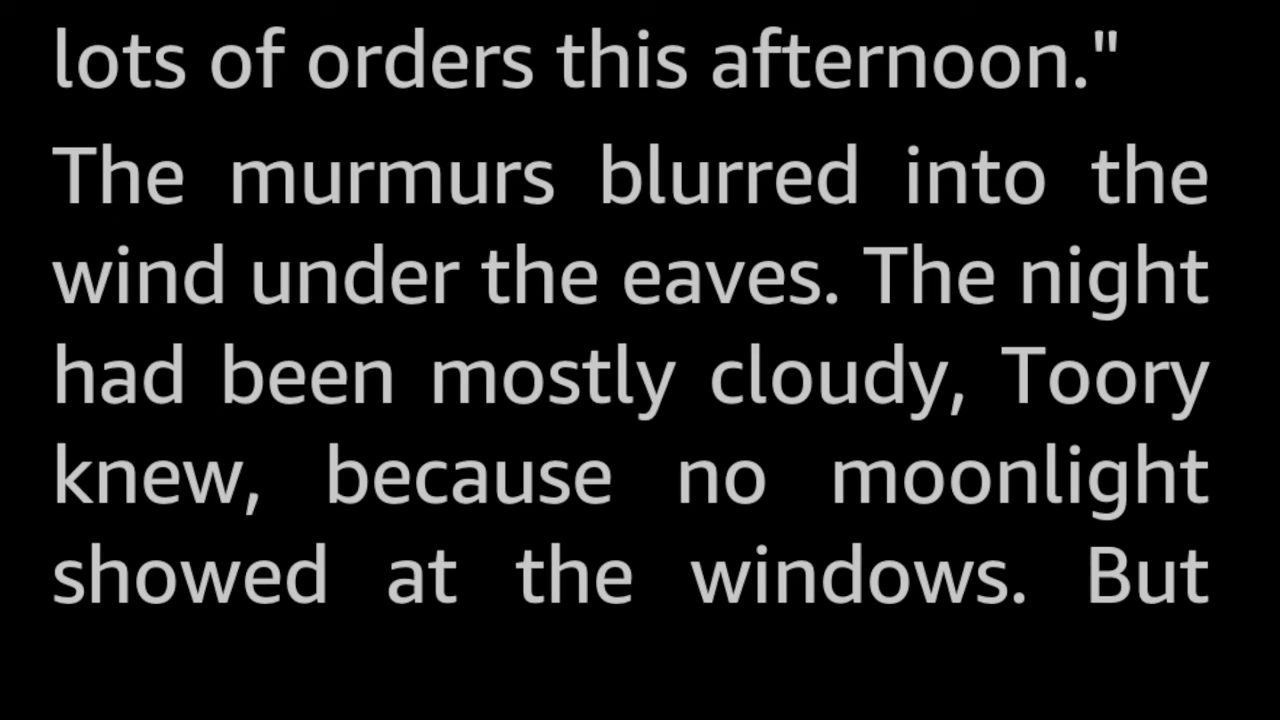 lots of orders this afternoon."
The murmurs blurred into the
wind under the eaves. The night
had been mostly cloudy, Toory
knew, because no moonlight
showed at the windows. But